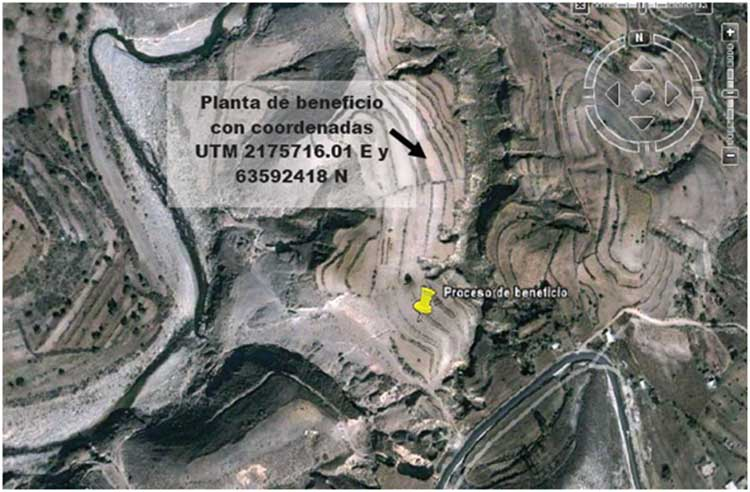 N
Planta de beneficio
con coordenadas
UTM 2175716.01 E y
63592418 N
Proceso de beneficio